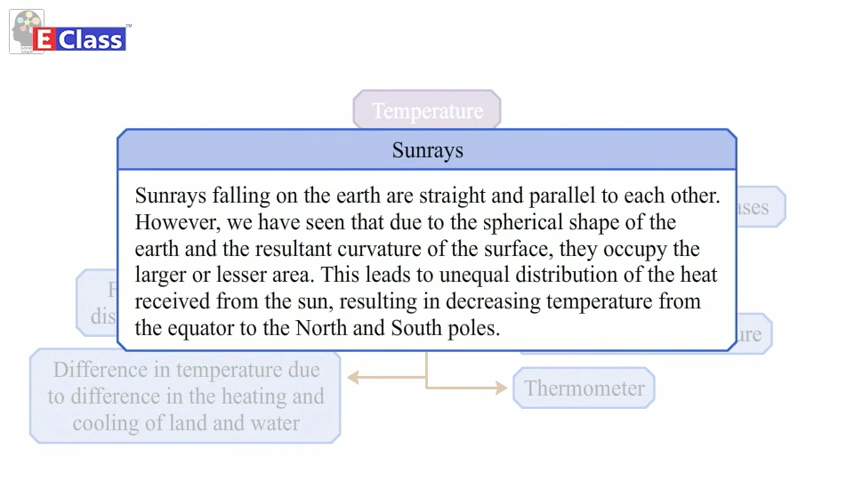 EClass™
Temperature
Sunrays
Sunrays falling on the earth are straight and parallel to each other.
However, we have seen that due to the spherical shape of the
earth and the resultant curvature of the surface, they occupy the
larger or lesser area. This leads to unequal distribution of the heat
received from the sun, resulting in decreasing temperature from
the equator to the North and South poles.
Difference in temperature due
to difference in the heating and
cooling of land and water
Thermometer